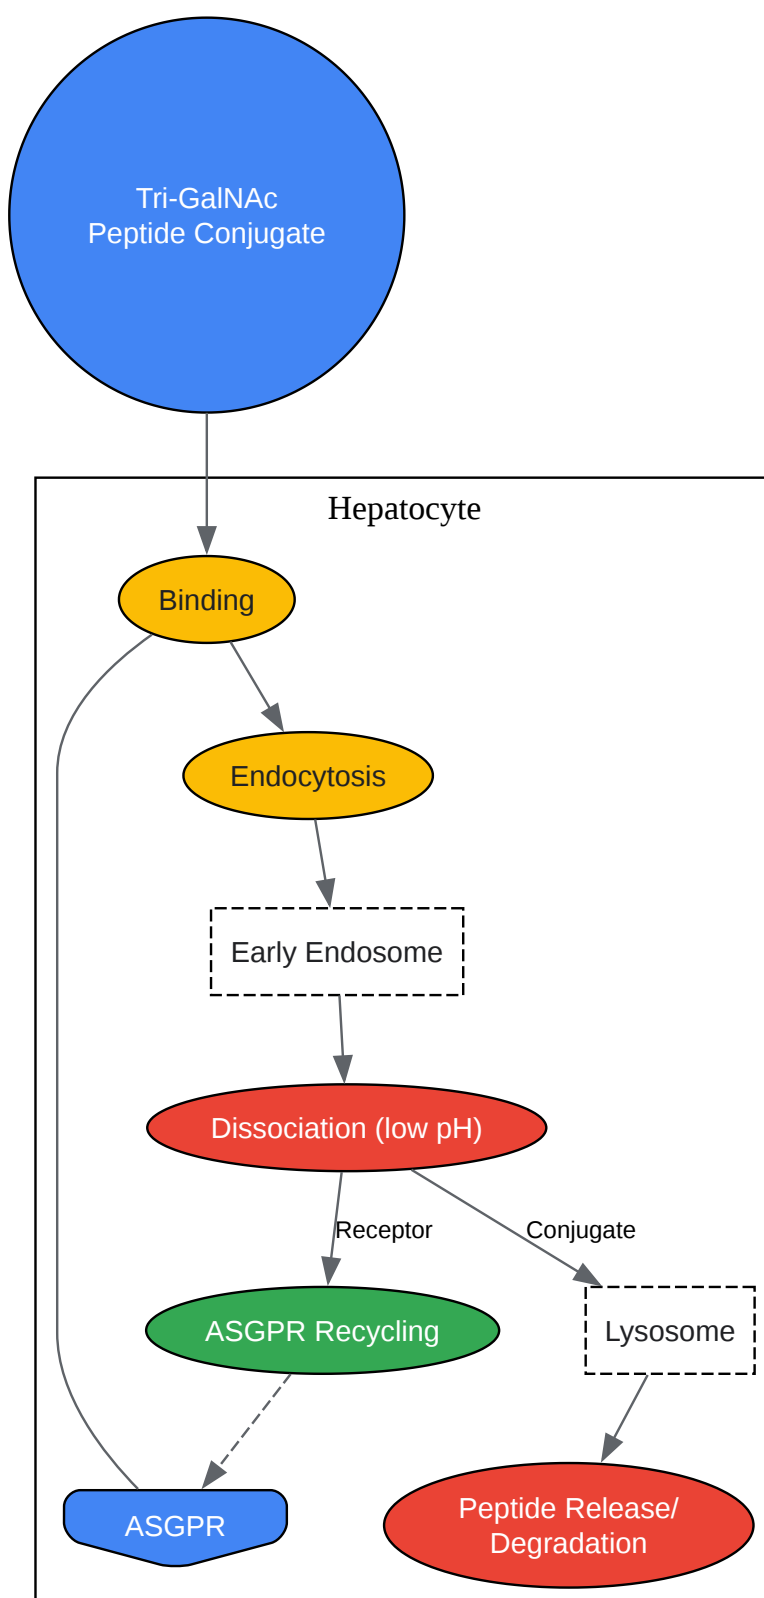 Tri-GalNAc
Peptide Conjugate
Hepatocyte
Binding
Endocytosis
Early Endosome
Dissociation (low pH)
Receptor
Conjugate
ASGPR Recycling
Lysosome
ASGPR
Peptide Release/
Degradation